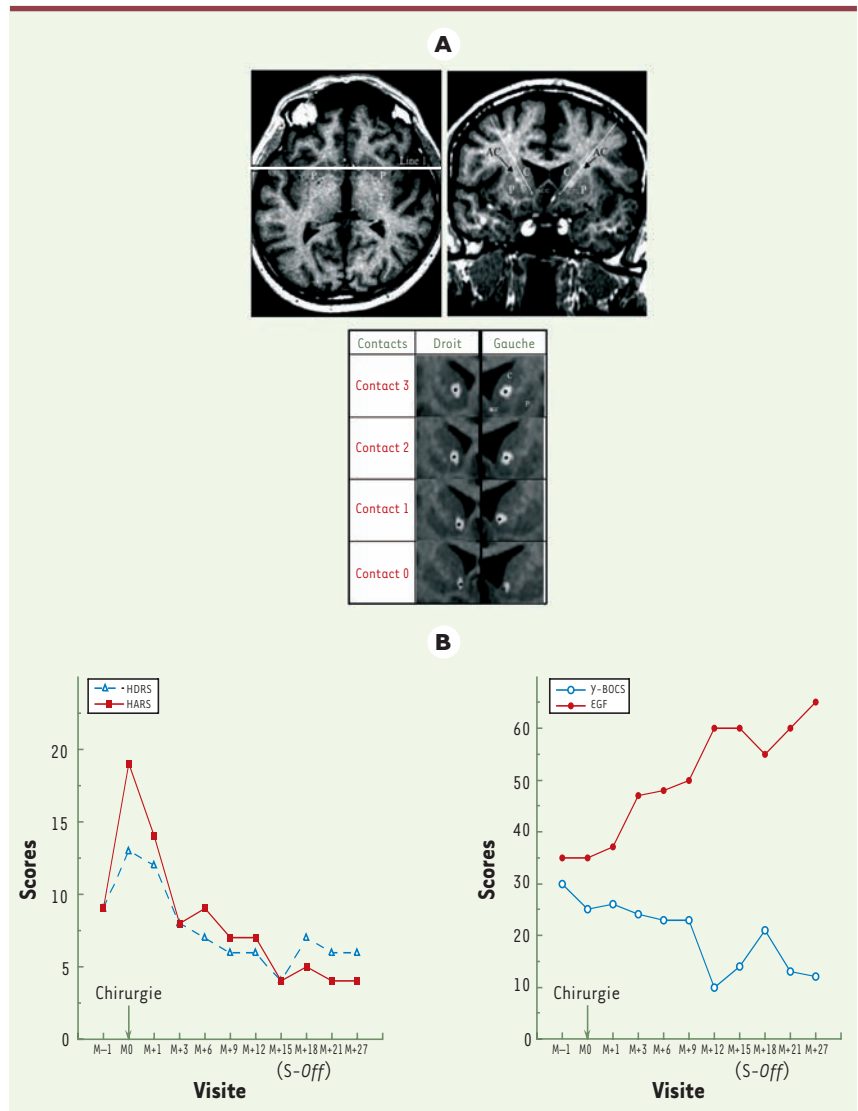 A
Line 1
P P
AC AC
C C
P P
acc
Contacts Droit Gauche
Contact 3
C
P
acc
Contact 2
Contact 1
Contact 0
B
HDRS
HARS
Y-BOCS
EGF
Scores
20
15
10
5
0
Chirurgie
M–1 M0 M+1 M+3 M+6 M+9 M+12 M+15 M+18 M+21 M+27
(S-Off)
Visite
Scores
60
50
40
35
30
20
10
0
Chirurgie
M–1 M0 M+1 M+3 M+6 M+9 M+12 M+15 M+18 M+21 M+27
(S-Off)
Visite